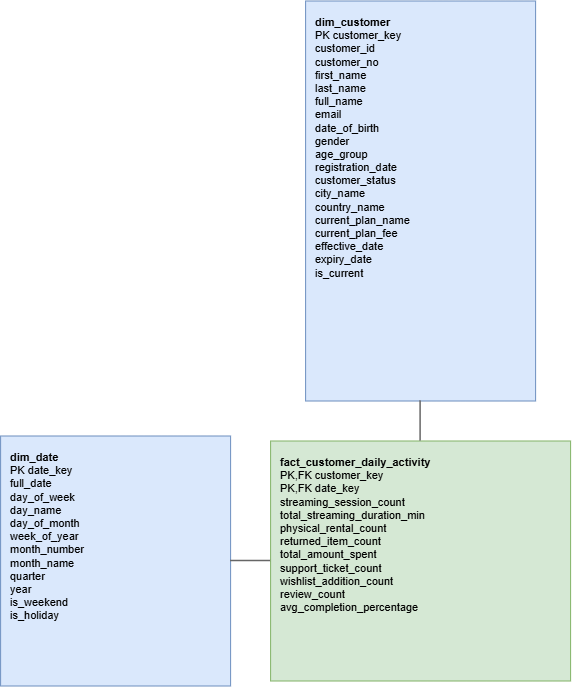 dim_customer
PK customer_key
customer_id
customer_no
first_name
last_name
full_name
email
date_of_birth
gender
age_group
registration_date
customer_status
city_name
country_name
current_plan_name
current_plan_fee
effective_date
expiry_date
is_current
dim_date
PK date_key
full_date
day_of_week
day_name
day_of_month
week_of_year
month_number
month_name
quarter
year
is_weekend
is_holiday
fact_customer_daily_activity
PK,FK customer_key
PK,FK date_key
streaming_session_count
total_streaming_duration_min
physical_rental_count
returned_item_count
total_amount_spent
support_ticket_count
wishlist_addition_count
review_count
avg_completion_percentage